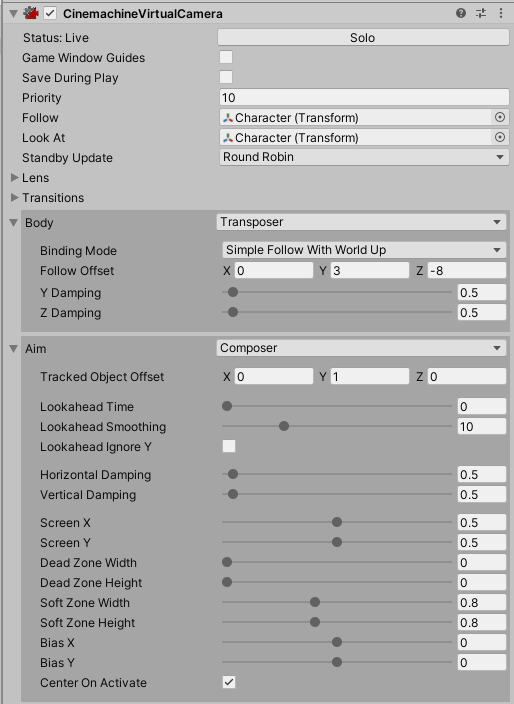 CinemachineVirtualCamera
Status: Live Solo
Game Window Guides
Save During Play
Priority 10
Follow Character (Transform)
Look At Character (Transform)
Standby Update Round Robin
Lens
Transitions
Body Transposer
Binding Mode Simple Follow With World Up
Follow Offset X 0 Y 3 Z -8
Y Damping 0.5
Z Damping 0.5
Aim Composer
Tracked Object Offset X 0 Y 1 Z 0
Lookahead Time 0
Lookahead Smoothing 10
Lookahead Ignore Y
Horizontal Damping 0.5
Vertical Damping 0.5
Screen X 0.5
Screen Y 0.5
Dead Zone Width 0
Dead Zone Height 0
Soft Zone Width 0.8
Soft Zone Height 0.8
Bias X 0
Bias Y 0
Center On Activate